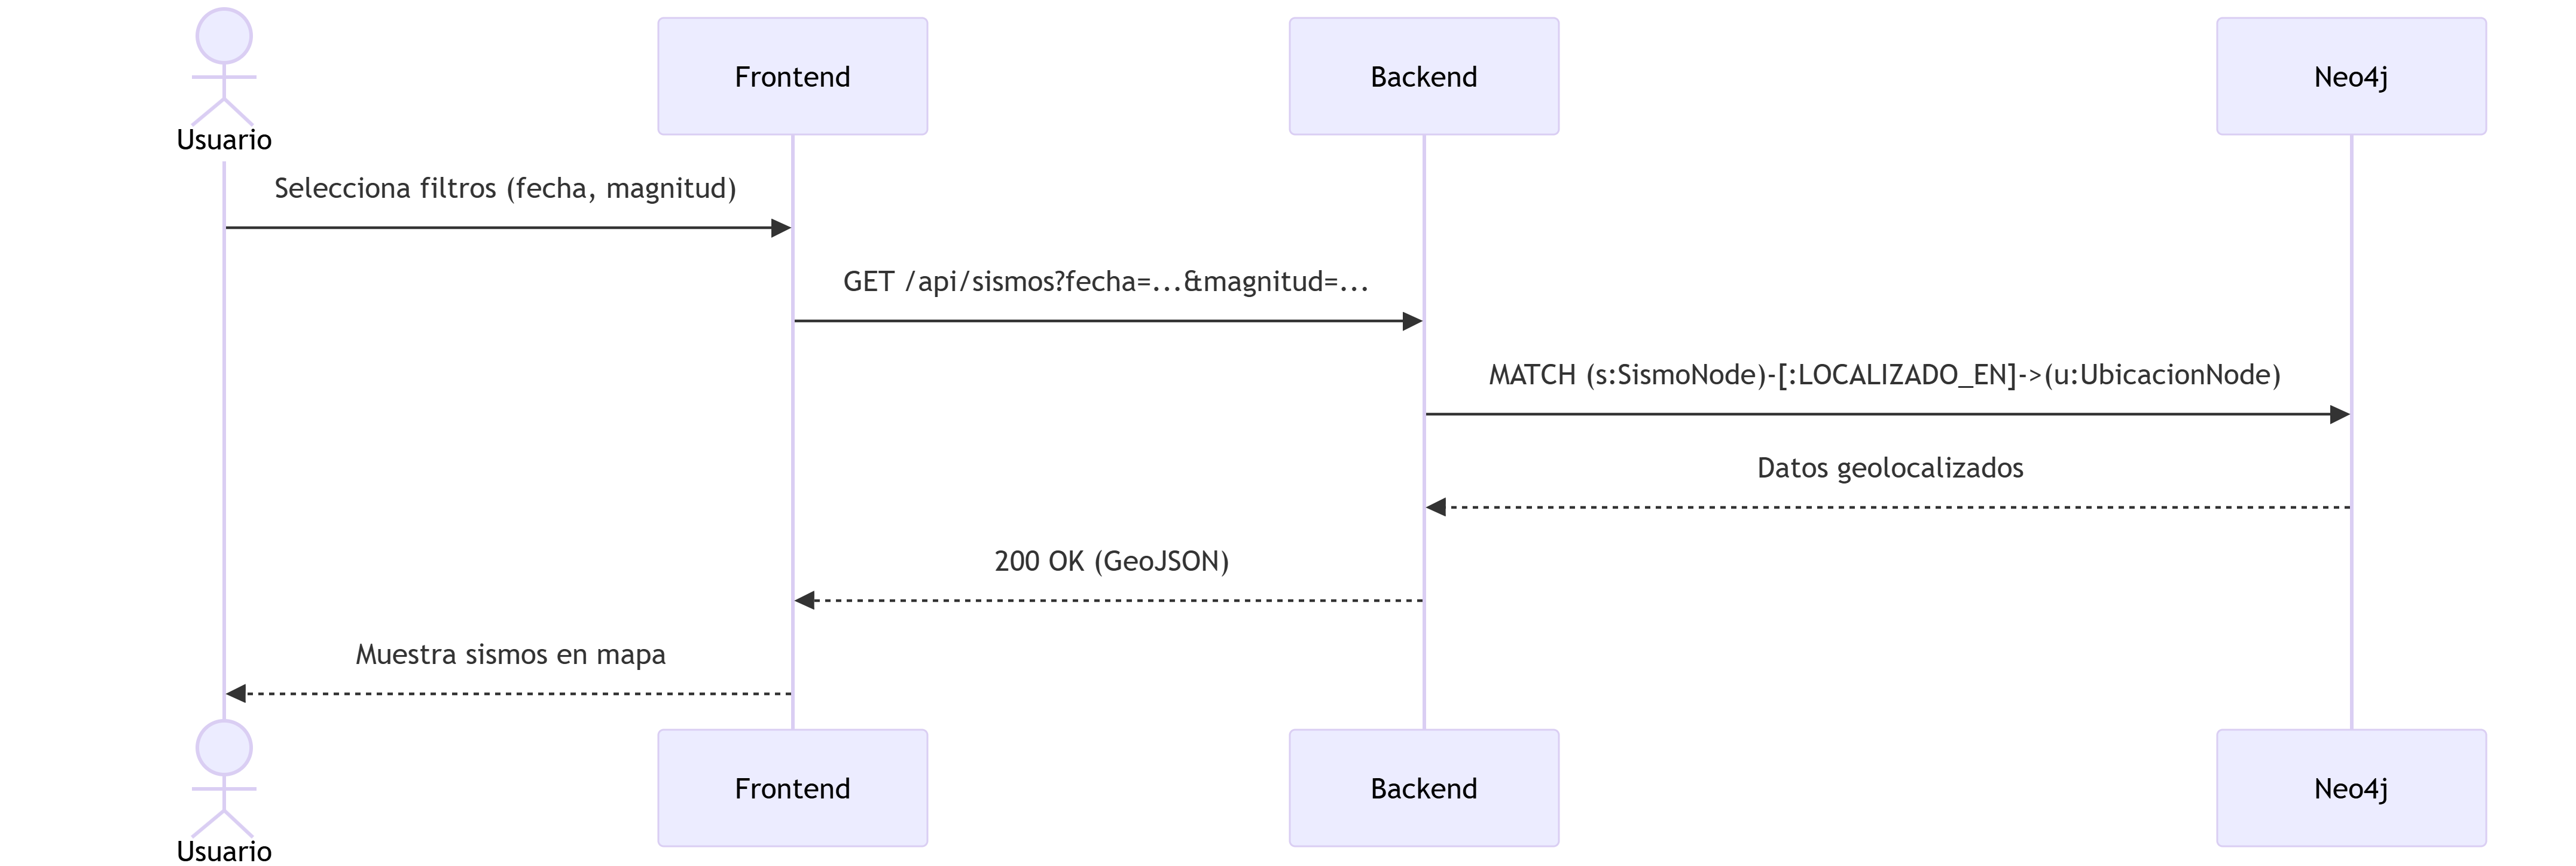 Usuario
Frontend
Backend
Neo4j
Selecciona filtros (fecha, magnitud)
GET /api/sismos?fecha=...&magnitud=...
MATCH (s:SismoNode)-[:LOCALIZADO_EN]->(u:UbicacionNode)
Datos geolocalizados
200 OK (GeoJSON)
Muestra sismos en mapa
Usuario
Frontend
Backend
Neo4j